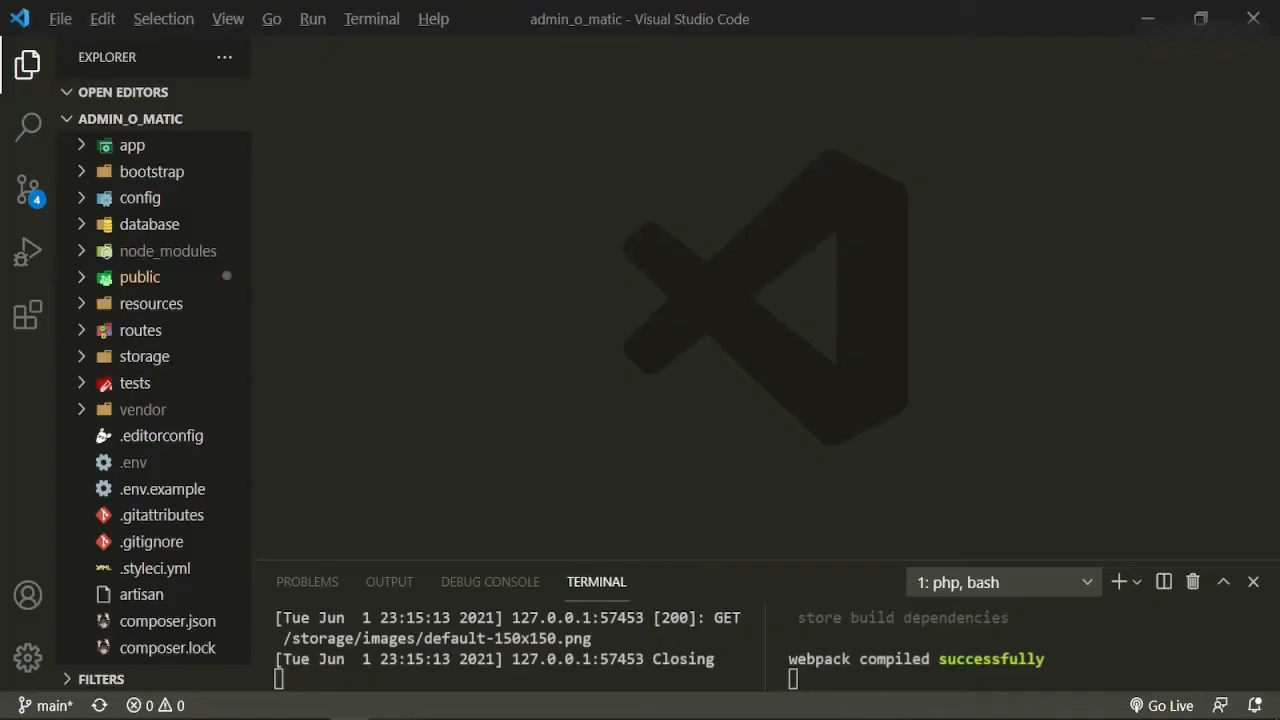 File Edit Selection View Go Run Terminal Help admin_o_matic - Visual Studio Code
EXPLORER
OPEN EDITORS
ADMIN_O_MATIC
app
bootstrap
config
database
node_modules
public
resources
routes
storage
tests
vendor
.editorconfig
.env
.env.example
.gitattributes
.gitignore
.styleci.yml
artisan
composer.json
composer.lock
FILTERS
4
PROBLEMS OUTPUT DEBUG CONSOLE TERMINAL 1: php, bash
[Tue Jun  1 23:15:13 2021] 127.0.0.1:57453 [200]: GET
/storage/images/default-150x150.png
[Tue Jun  1 23:15:13 2021] 127.0.0.1:57453 Closing
store build dependencies
webpack compiled successfully
main* 0 0 Go Live